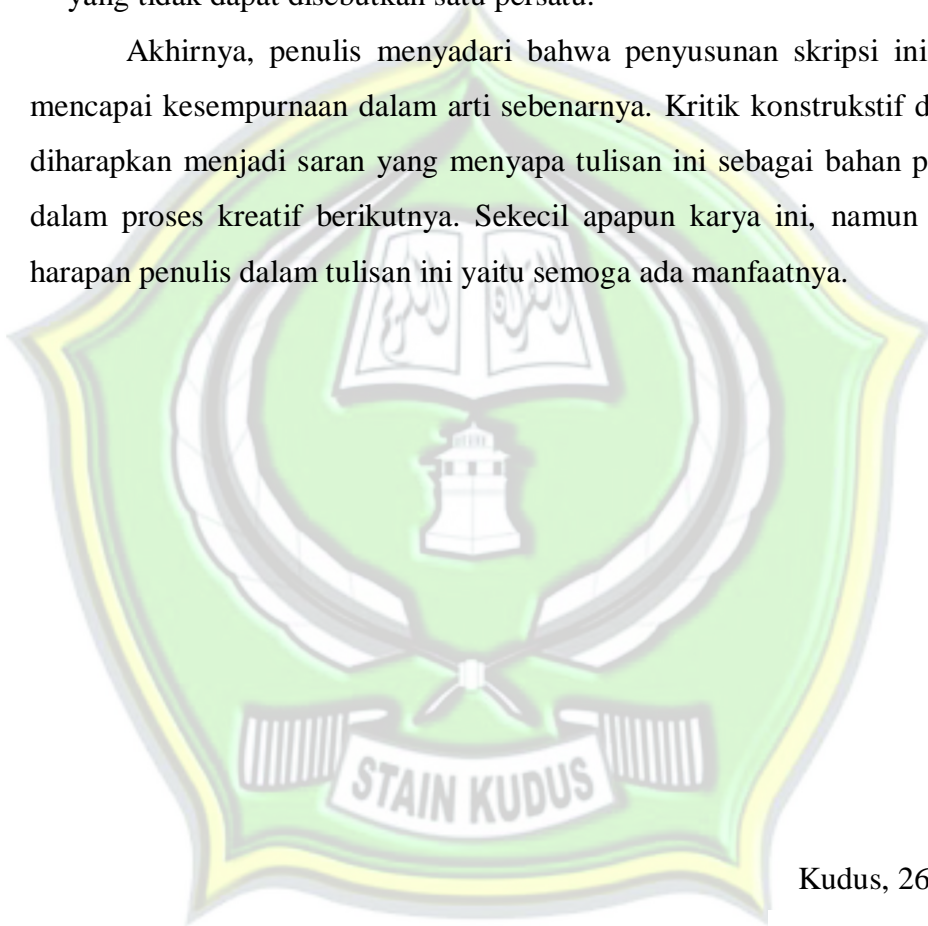 yang tidak dapat disebutkan satu persatu.
Akhirnya, penulis menyadari bahwa penyusunan skripsi ini
mencapai kesempurnaan dalam arti sebenarnya. Kritik konstrukstif d
diharapkan menjadi saran yang menyapa tulisan ini sebagai bahan p
dalam proses kreatif berikutnya. Sekecil apapun karya ini, namun
harapan penulis dalam tulisan ini yaitu semoga ada manfaatnya.
STAIN KUDUS
Kudus, 26